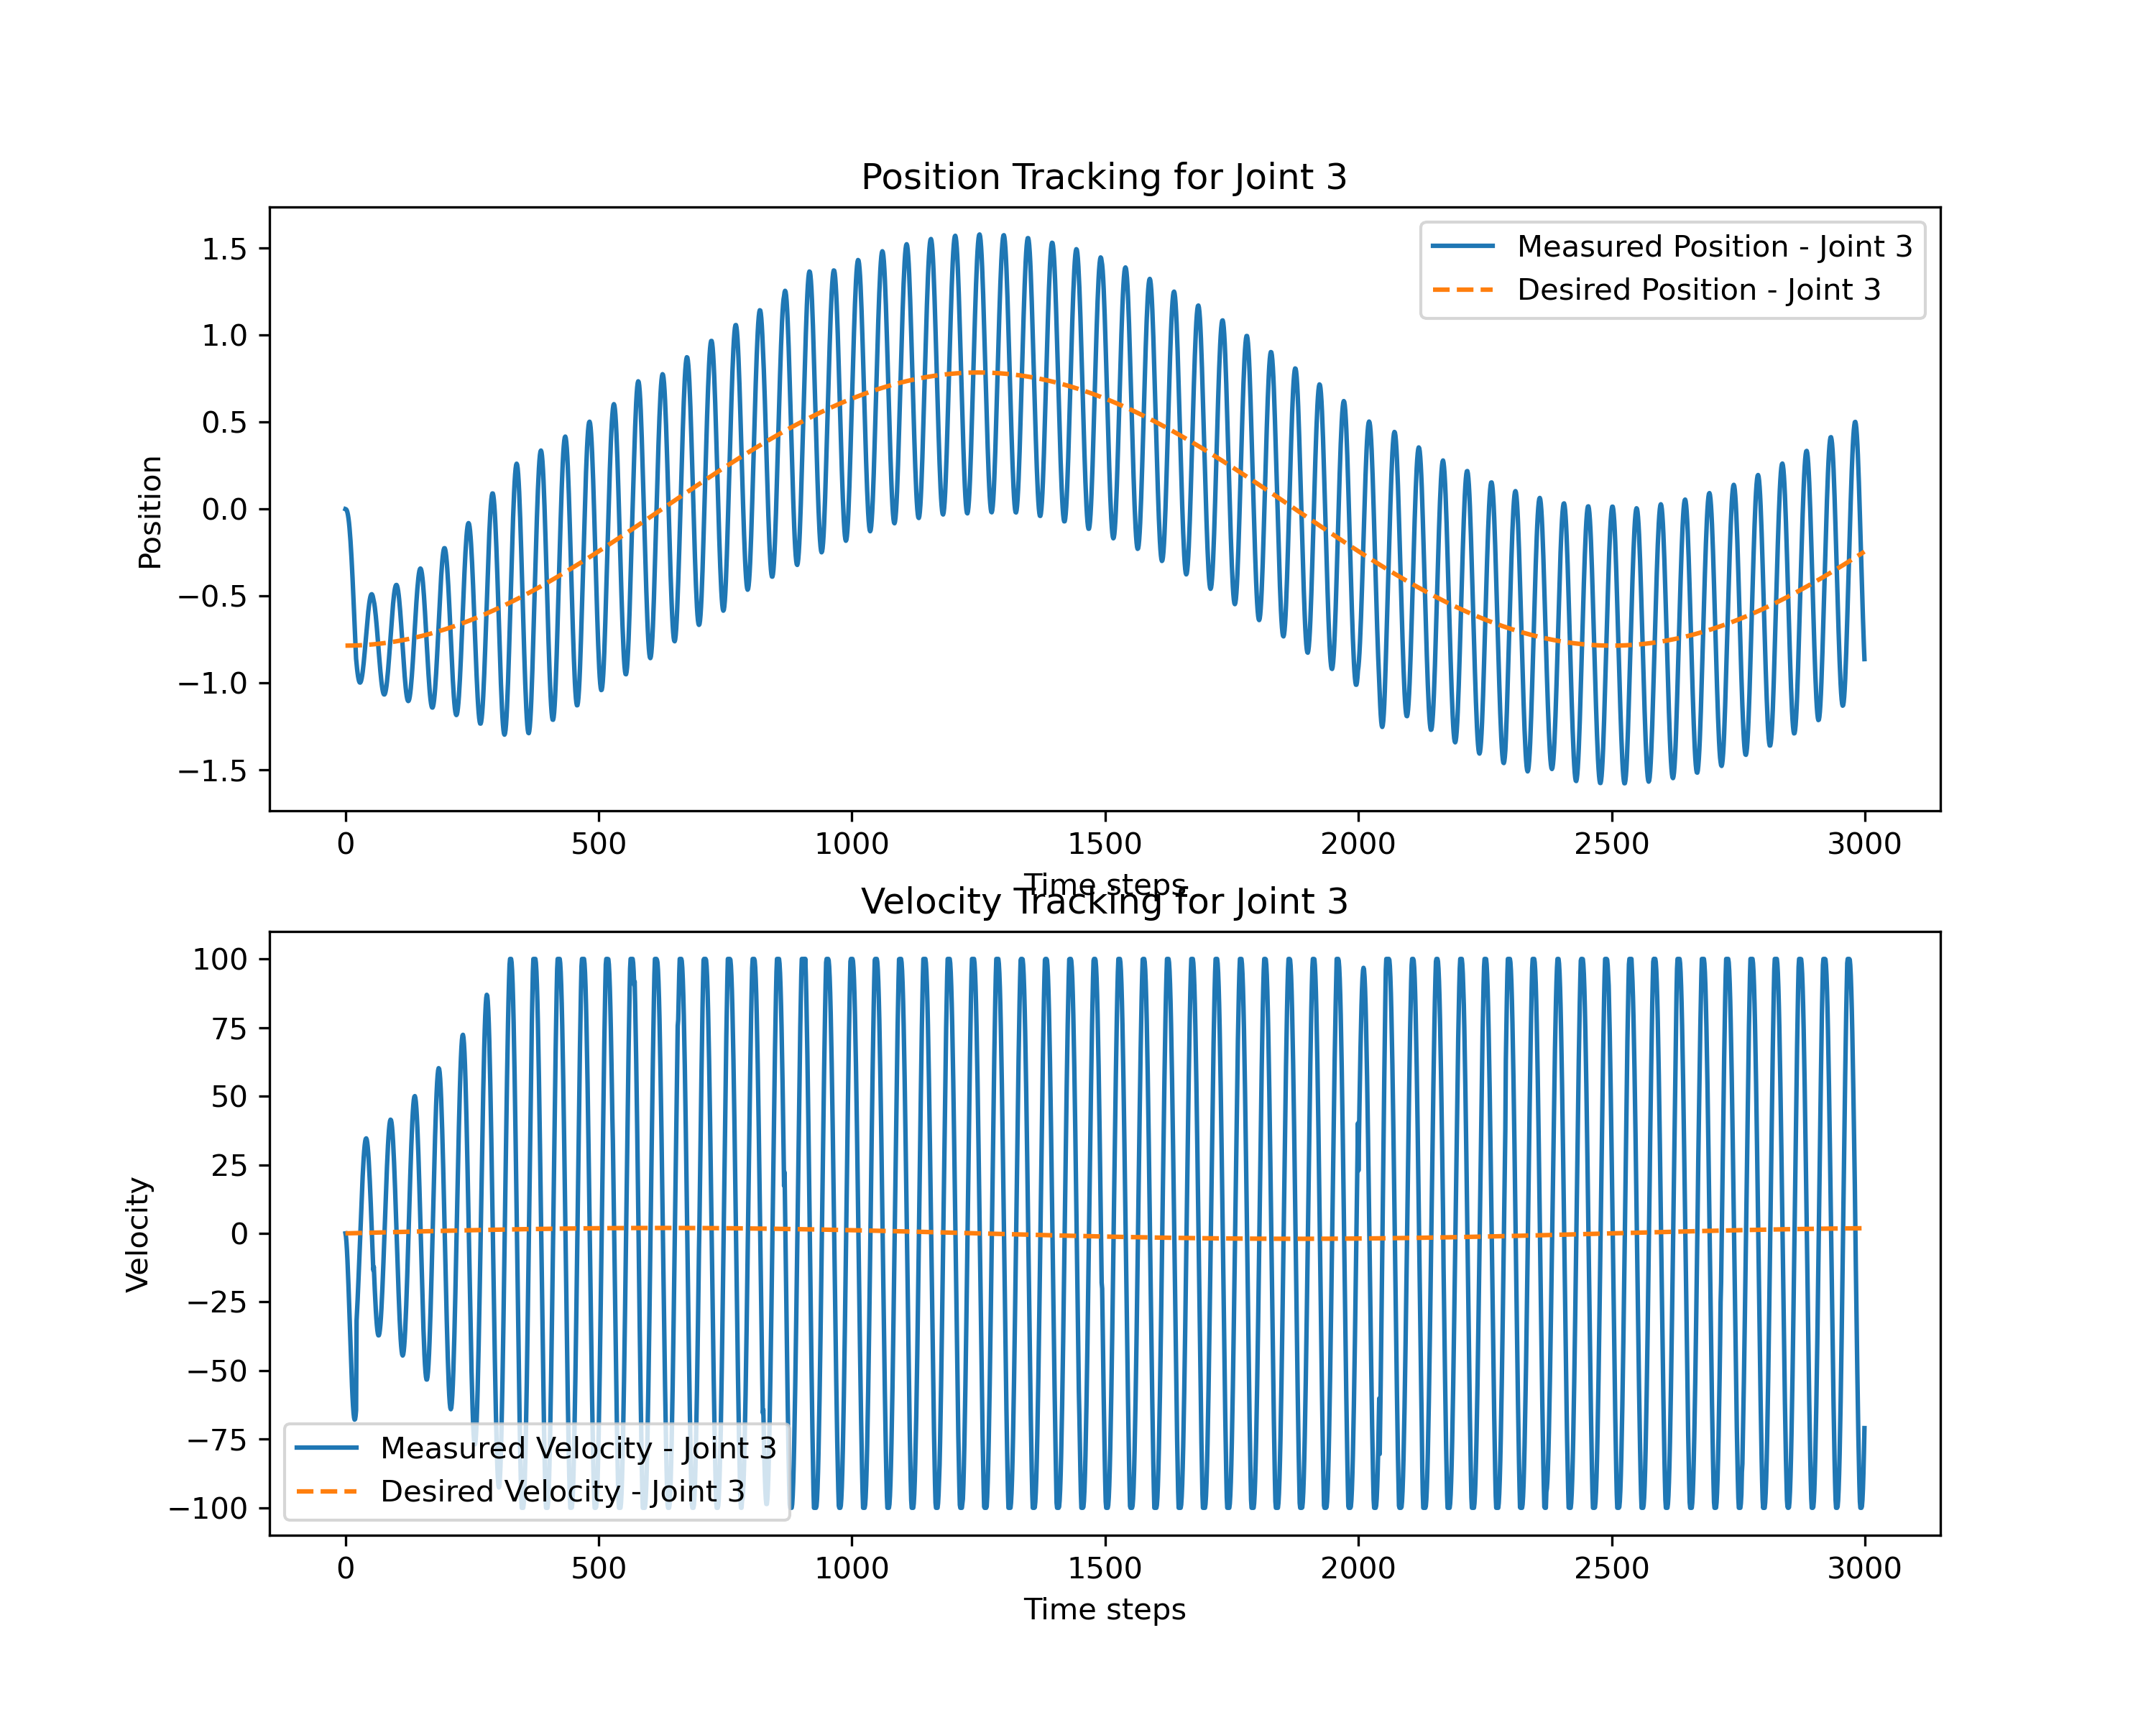 Position Tracking for Joint 3
Measured Position - Joint 3
Desired Position - Joint 3
1.5
1.0
0.5
0.0
−0.5
−1.0
−1.5
Position
0 500 1000 1500 2000 2500 3000
Time steps
Velocity Tracking for Joint 3
100
75
50
25
0
−25
−50
−75
−100
Velocity
Measured Velocity - Joint 3
Desired Velocity - Joint 3
0 500 1000 1500 2000 2500 3000
Time steps